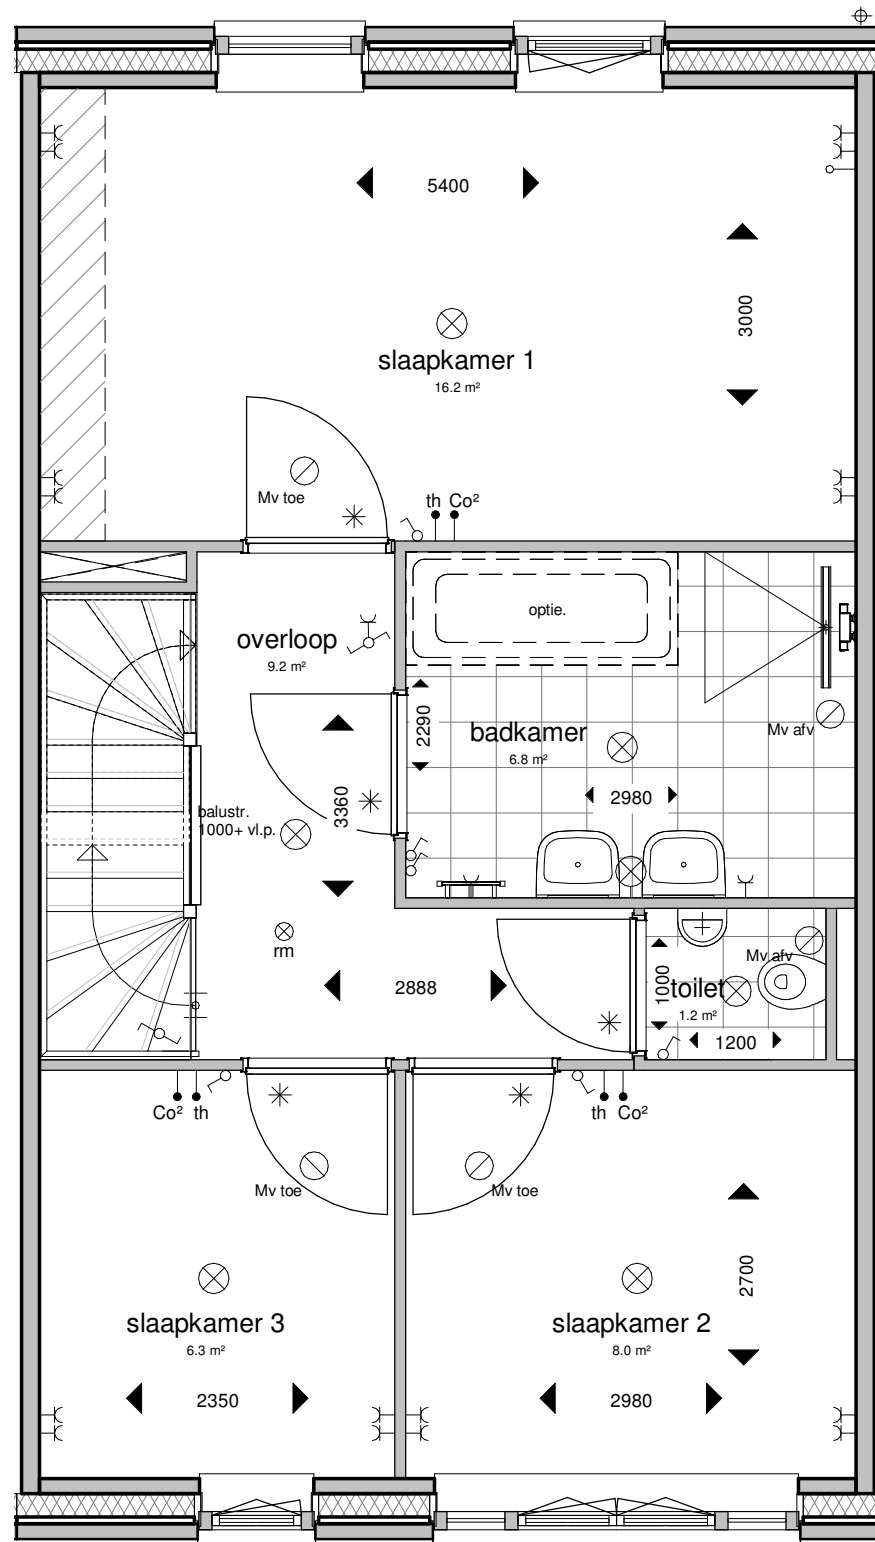 5400
3000
slaapkamer 1
16.2 m²
Mv toe
th Co²
optie.
overloop
9.2 m²
2290
badkamer
6.8 m²
Mv afv
2980
3360
balustr.
1000+ vl.p.
rm
2888
Mv afv
1000
toilet
1.2 m²
1200
Co² th
th Co²
Mv toe
Mv toe
2700
slaapkamer 3
6.3 m²
slaapkamer 2
8.0 m²
2350
2980